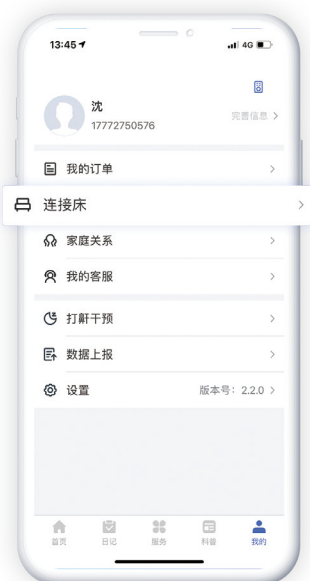 13:45
4G
沈
17772750576
完善信息
我的订单
连接床
家庭关系
我的客服
打鼾干预
数据上报
设置 版本号：2.2.0
首页 日记 服务 科普 我的